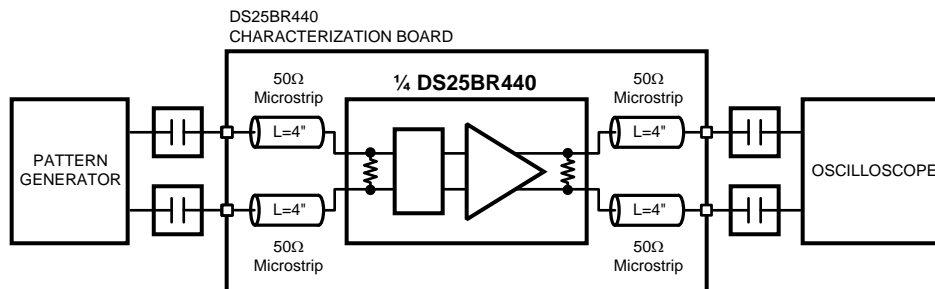 DS25BR440
CHARACTERIZATION BOARD
50Ω
Microstrip
¼ DS25BR440
50Ω
Microstrip
L=4"
L=4"
PATTERN
GENERATOR
OSCILLOSCOPE
L=4"
L=4"
50Ω
Microstrip
50Ω
Microstrip